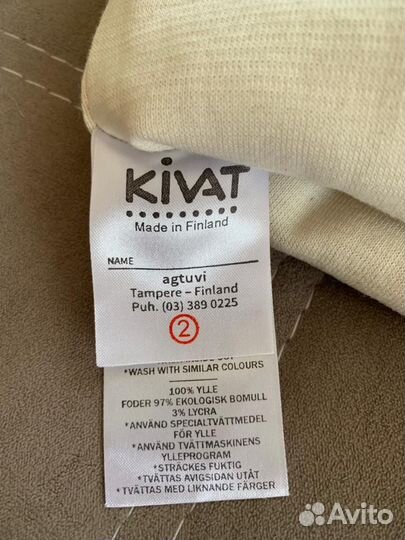 KIVAT
Made in Finland
NAME
agtuvi
Tampere – Finland
Puh. (03) 389 0225
2
*WASH WITH SIMILAR COLOURS
100% YLLE
FODER 97% EKOLOGISK BOMULL
3% LYCRA
*ANVÄND SPECIALTVÄTTMEDEL
FÖR YLLE
*ANVÄND TVÄTTMASKINENS
YLLEPROGRAM
*STRÄCKES FUKTIG
*TVÄTTAS AVIGSIDAN UTÅT
*TVÄTTAS MED LIKNANDE FÄRGER
Avito